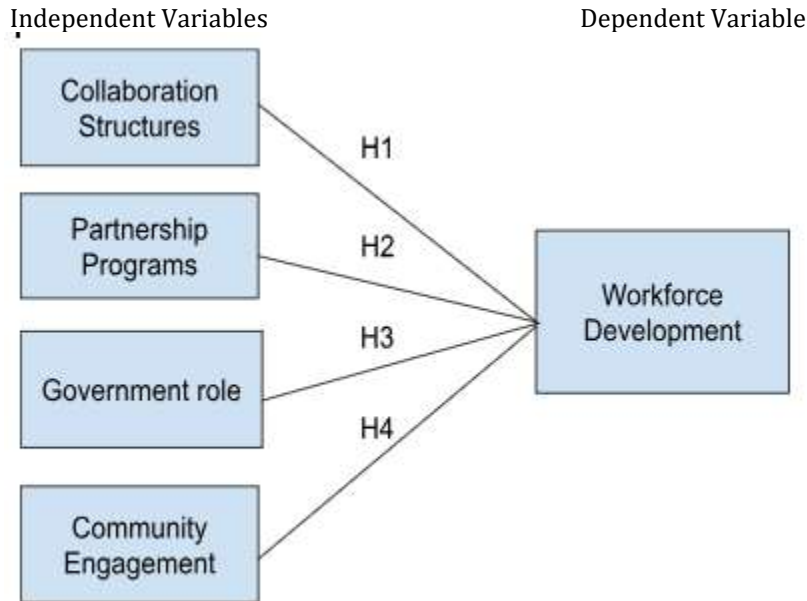 Independent Variables
Dependent Variable
Collaboration
Structures
H1
Partnership
Programs
H2
Workforce
Development
H3
Government role
H4
Community
Engagement